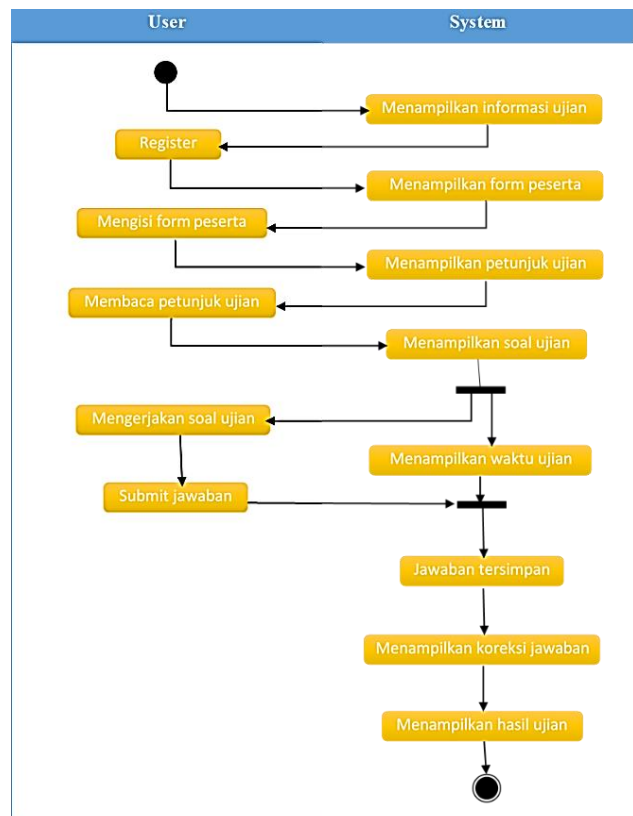 User
System
Menampilkan informasi ujian
Register
Menampilkan form peserta
Mengisi form peserta
Menampilkan petunjuk ujian
Membaca petunjuk ujian
Menampilkan soal ujian
Mengerjakan soal ujian
Menampilkan waktu ujian
Submit jawaban
Jawaban tersimpan
Menampilkan koreksi jawaban
Menampilkan hasil ujian